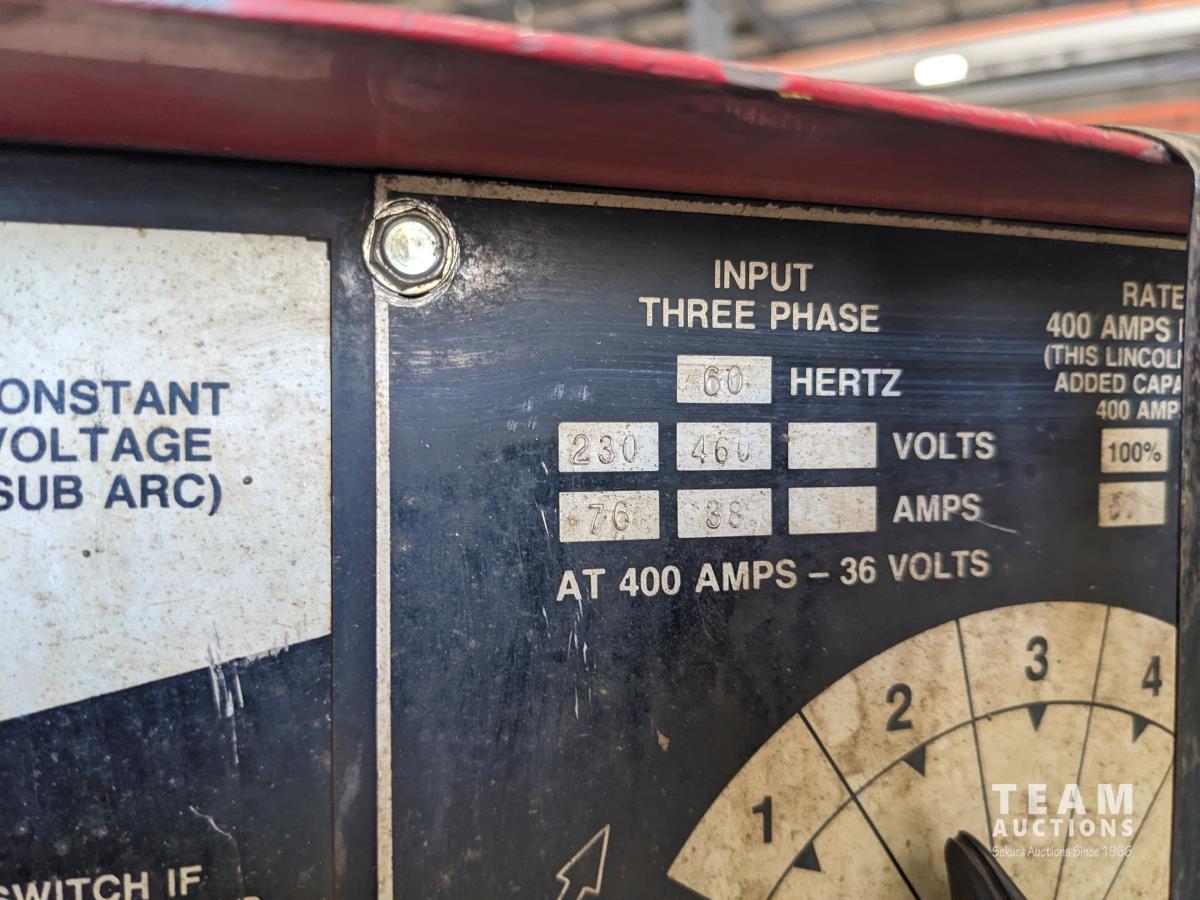 ONSTANT
VOLTAGE
SUB ARC)
SWITCH IF
INPUT
THREE PHASE
60 HERTZ
230 460 VOLTS
76 38 AMPS
AT 400 AMPS – 36 VOLTS
RATE
400 AMPS
(THIS LINCOL
ADDED CAPA
400 AMP
100%
1 2 3 4
TEAM
AUCTIONS
Sekura Auctions Since 1966